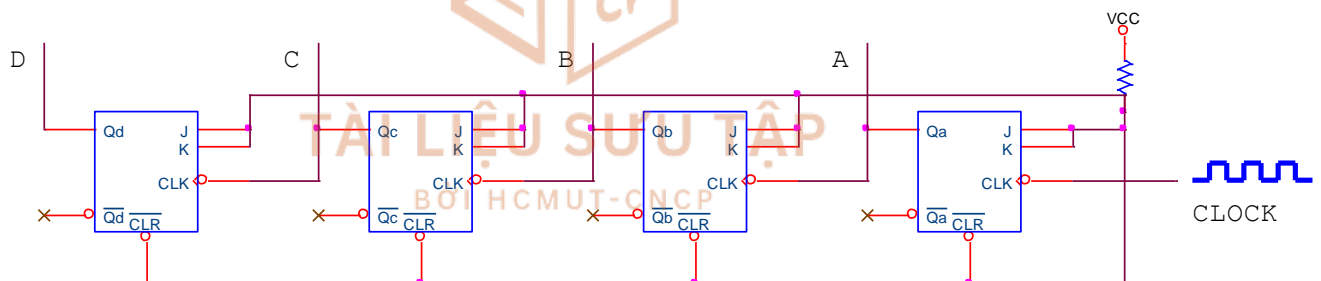 VCC
D C B A
Qd J Qc J Qb J Qa J
K K K K
CLK CLK CLK CLK
Qd CLR Qc CLR Qb CLR Qa CLR
CLOCK
TÀI LIỆU SƯU TẬP
BỞI HCMUT-CNCP